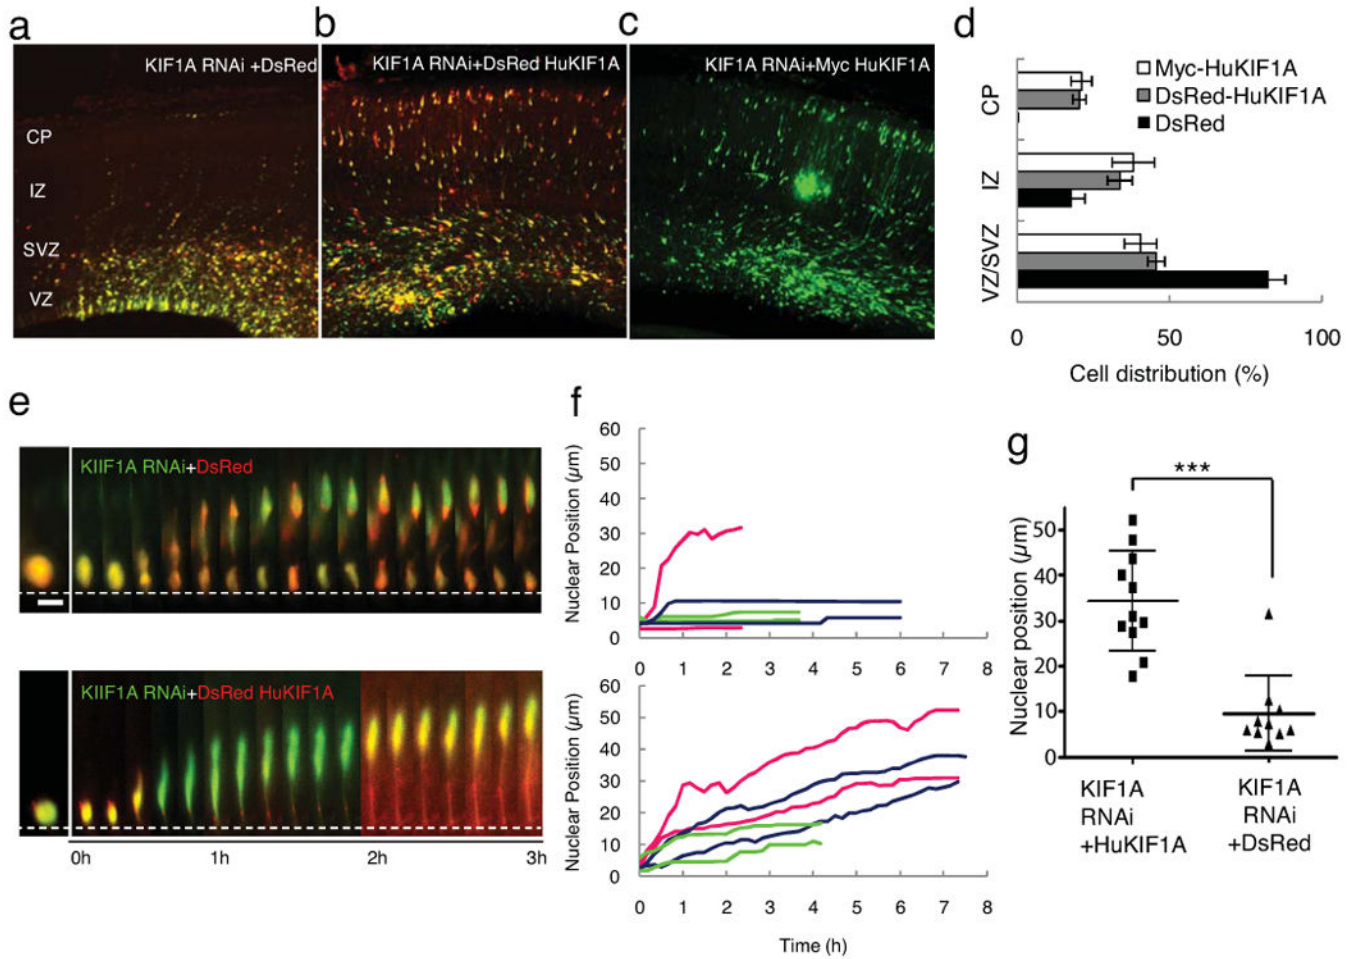 a
KIF1A RNAi +DsRed
CP
IZ
SVZ
VZ
b
KIF1A RNAi+DsRed HuKIF1A
c
KIF1A RNAi+Myc HuKIF1A
d
Myc-HuKIF1A
DsRed-HuKIF1A
DsRed
CP
IZ
VZ/SVZ
0 50 100
Cell distribution (%)
e
KIIF1A RNAi+DsRed
KIIF1A RNAi+DsRed HuKIF1A
0h 1h 2h 3h
f
Nuclear Position (µm)
60
50
40
30
20
10
0
0 1 2 3 4 5 6 7 8
Nuclear Position (µm)
60
50
40
30
20
10
0
0 1 2 3 4 5 6 7 8
Time (h)
g
***
Nuclear position (µm)
50
40
30
20
10
0
KIF1A
RNAi
+HuKIF1A
KIF1A
RNAi
+DsRed